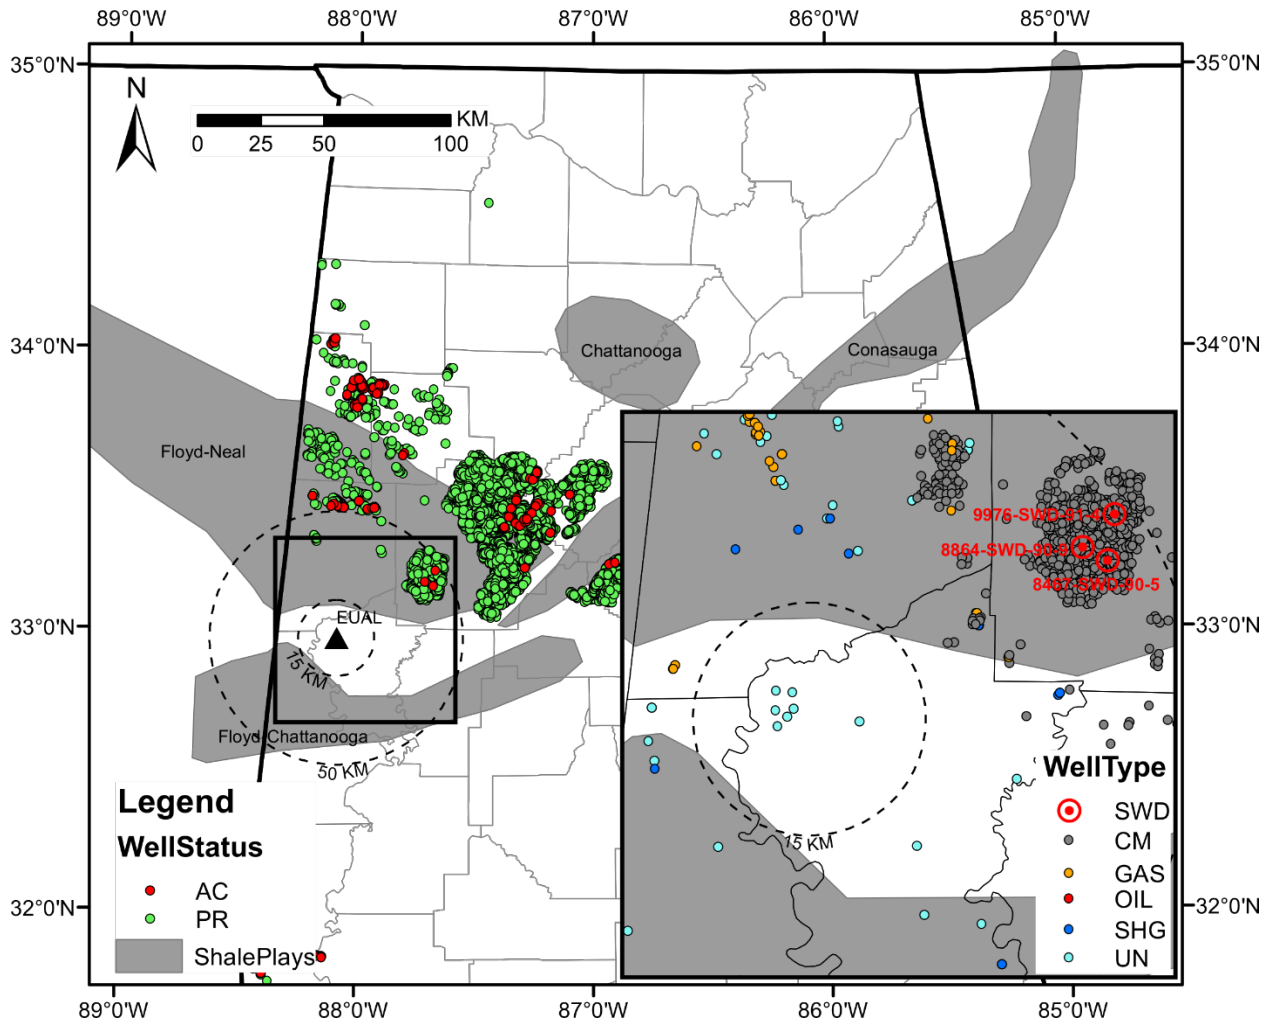 89°0'W 88°0'W 87°0'W 86°0'W 85°0'W
35°0'N
35°0'N
N
KM
0 25 50 100
34°0'N
34°0'N
Chattanooga
Conasauga
Floyd-Neal
9976-SWD-91-4
8864-SWD-90-9
8467-SWD-90-5
33°0'N
33°0'N
EUAL
15 KM
Floyd-Chattanooga
50 KM
15 KM
Legend
WellStatus
AC
PR
ShalePlays
WellType
SWD
CM
GAS
OIL
SHG
UN
32°0'N
32°0'N
89°0'W 88°0'W 87°0'W 86°0'W 85°0'W